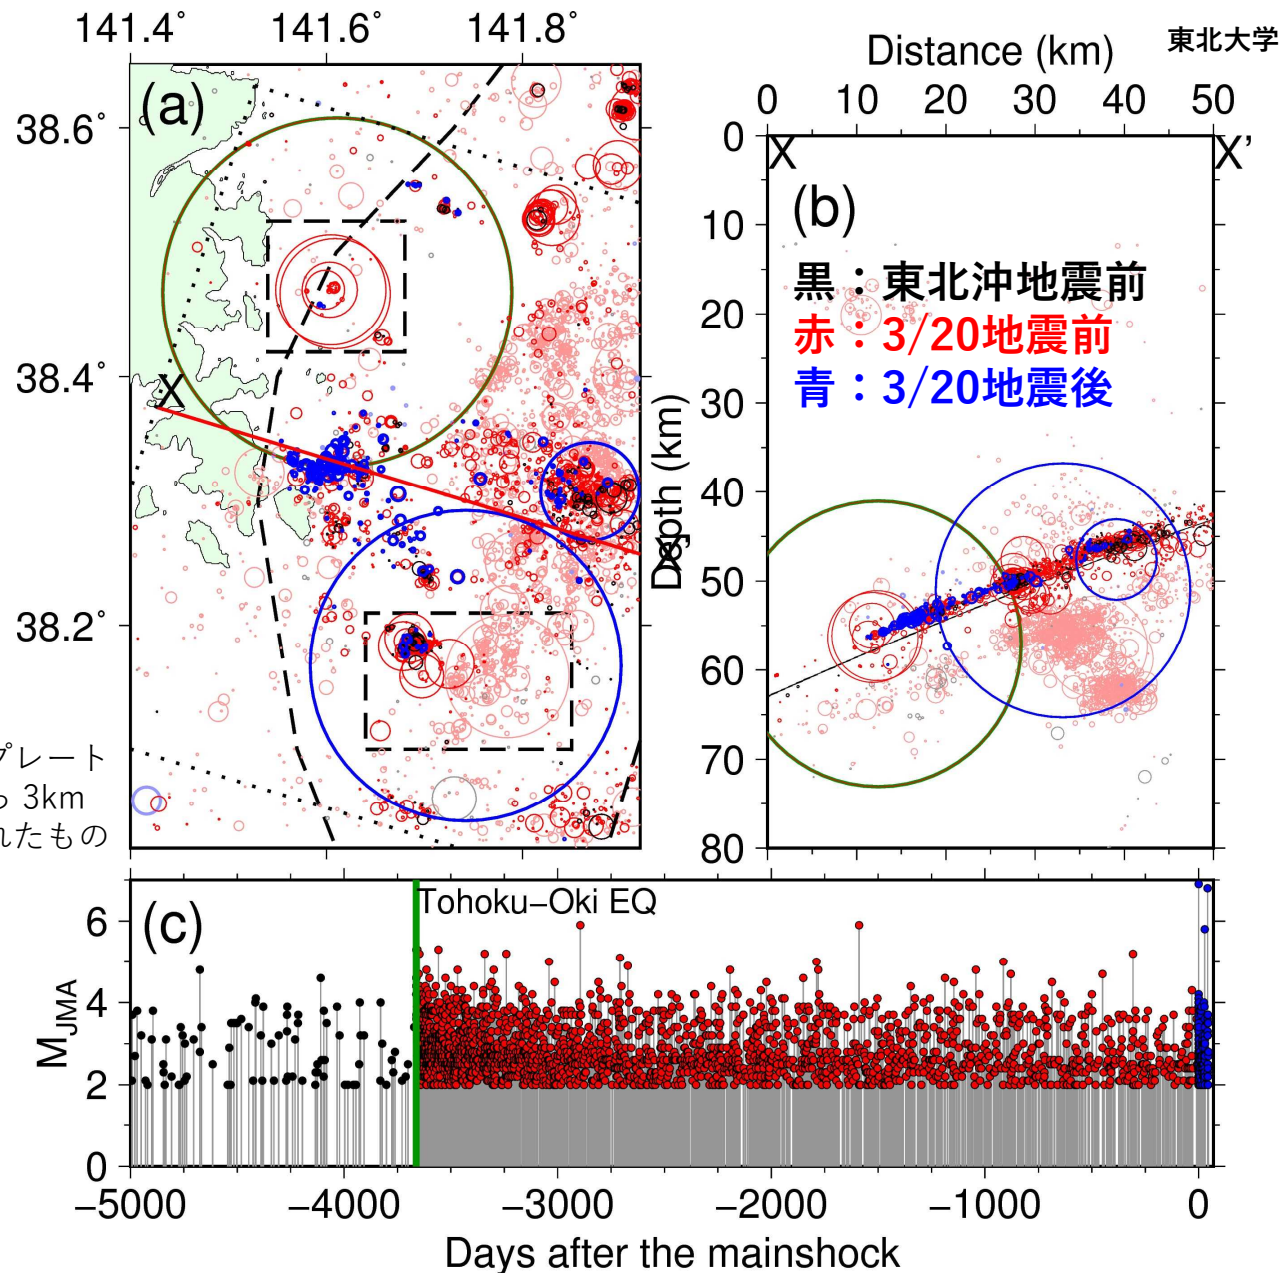 141.4° 141.6° 141.8°
東北大学
Distance (km)
0 10 20 30 40 50
(a)
38.6°
38.4°
38.2°
X
プレート
3km
れたもの
X X'
(b)
0
10
20
30
40
50
60
70
80
Depth (km)
黒：東北沖地震前
赤：3/20地震前
青：3/20地震後
(c)
Tohoku−Oki EQ
6
4
2
0
MJMA
−5000 −4000 −3000 −2000 −1000 0
Days after the mainshock